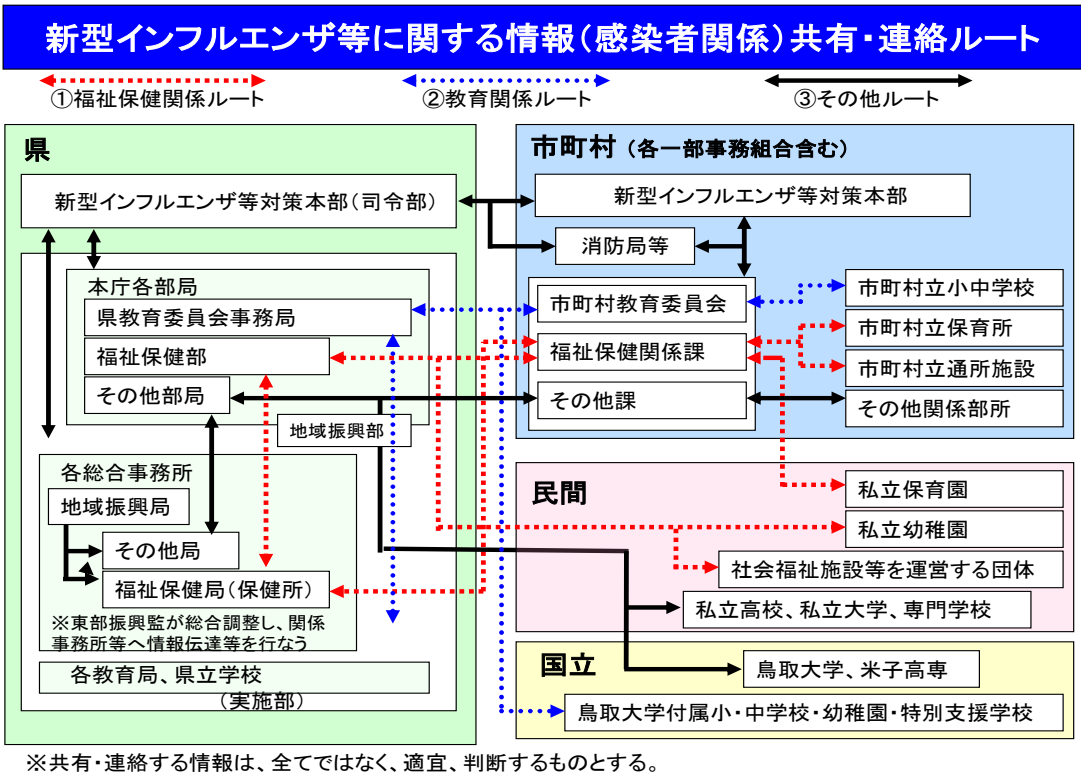 新型インフルエンザ等に関する情報(感染者関係)共有・連絡ルート
①福祉保健関係ルート
②教育関係ルート
③その他ルート
県
新型インフルエンザ等対策本部(司令部)
本庁各部局
県教育委員会事務局
福祉保健部
その他部局
地域振興部
各総合事務所
地域振興局
その他局
福祉保健局(保健所)
※東部振興監が総合調整し、関係
事務所等へ情報伝達等を行なう
各教育局、県立学校
(実施部)
市町村(各一部事務組合含む)
新型インフルエンザ等対策本部
消防局等
市町村教育委員会
福祉保健関係課
その他課
市町村立小中学校
市町村立保育所
市町村立通所施設
その他関係部所
民間
私立保育園
私立幼稚園
社会福祉施設等を運営する団体
私立高校、私立大学、専門学校
国立
鳥取大学、米子高専
鳥取大学付属小・中学校・幼稚園・特別支援学校
※共有・連絡する情報は、全てではなく、適宜、判断するものとする。